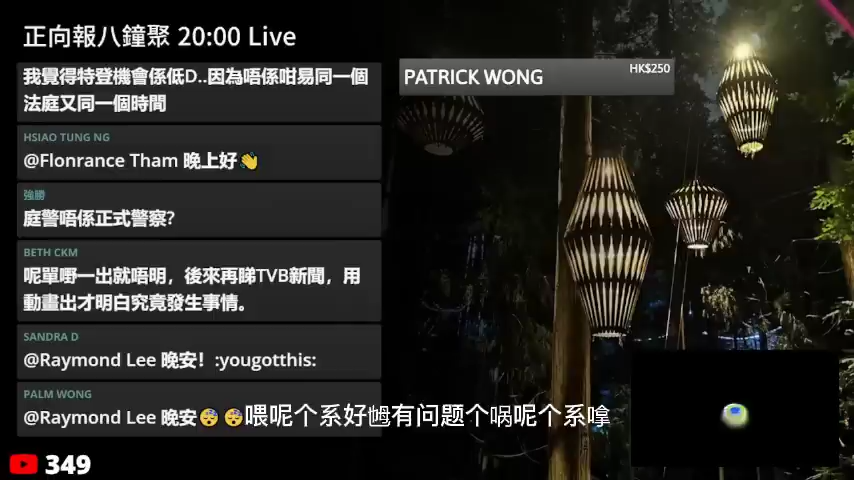 正向報八鐘聚 20:00 Live
我覺得特登機會係低D..因為唔係咁易同一個
法庭又同一個時間
HSIAO TUNG NG
@Flonrance Tham 晚上好👋
強勝
庭警唔係正式警察?
BETH CKM
呢單嘢一出就唔明，後來再睇TVB新聞，用
動畫出才明白究竟發生事情。
SANDRA D
@Raymond Lee 晚安！:yougotthis:
PALM WONG
@Raymond Lee 晚安😴😴
喂呢个系好乸有问题个㖞呢个系嗱
PATRICK WONG
HK$250
349